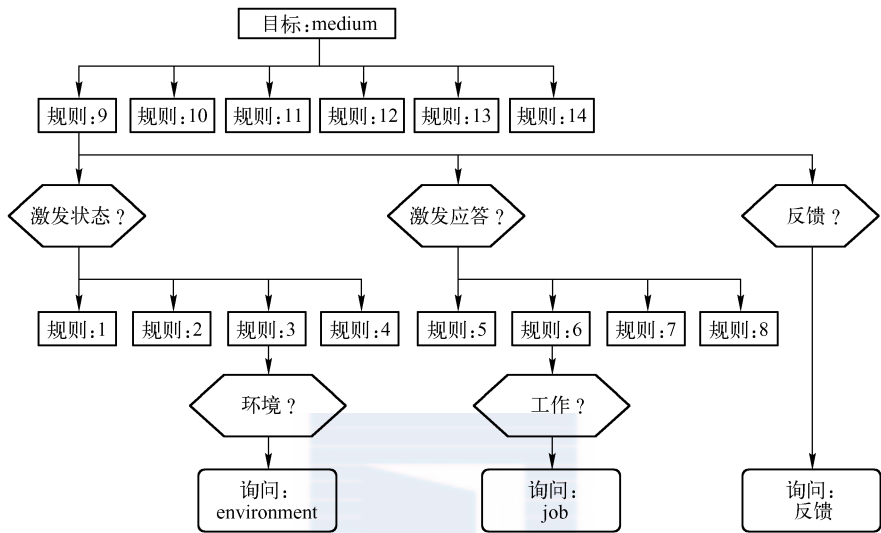 目标:medium
规则:9
规则:10
规则:11
规则:12
规则:13
规则:14
激发状态?
激发应答?
反馈?
规则:1
规则:2
规则:3
规则:4
规则:5
规则:6
规则:7
规则:8
环境?
工作?
询问:
environment
询问:
job
询问:
反馈